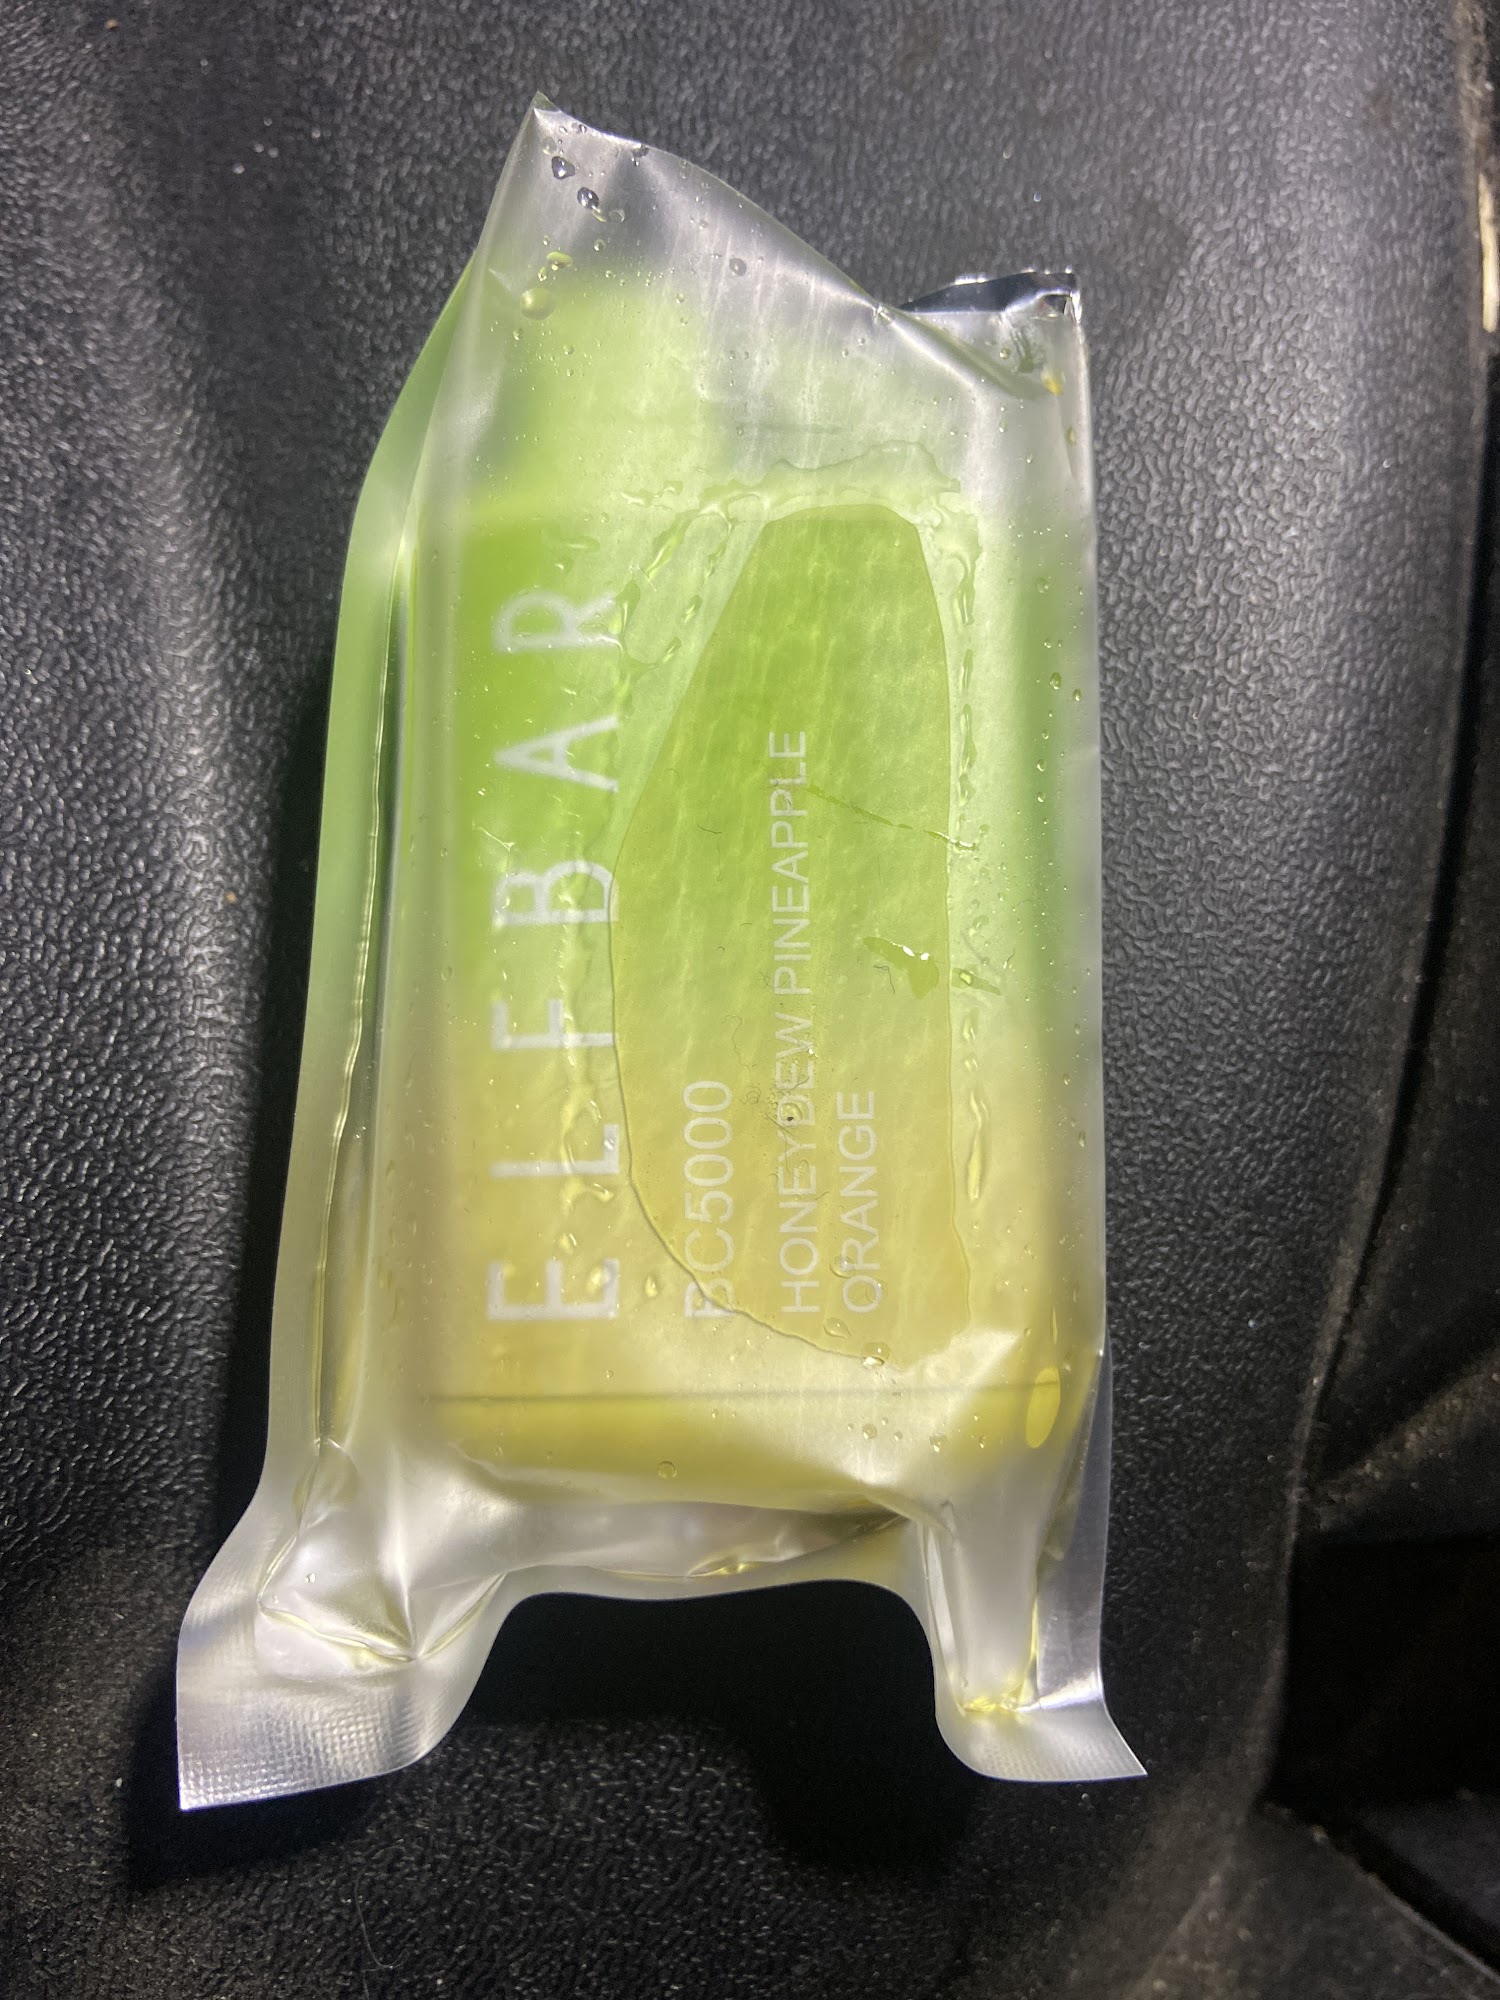 ELFBAR
BC5000
HONEYDEW PINEAPPLE
ORANGE